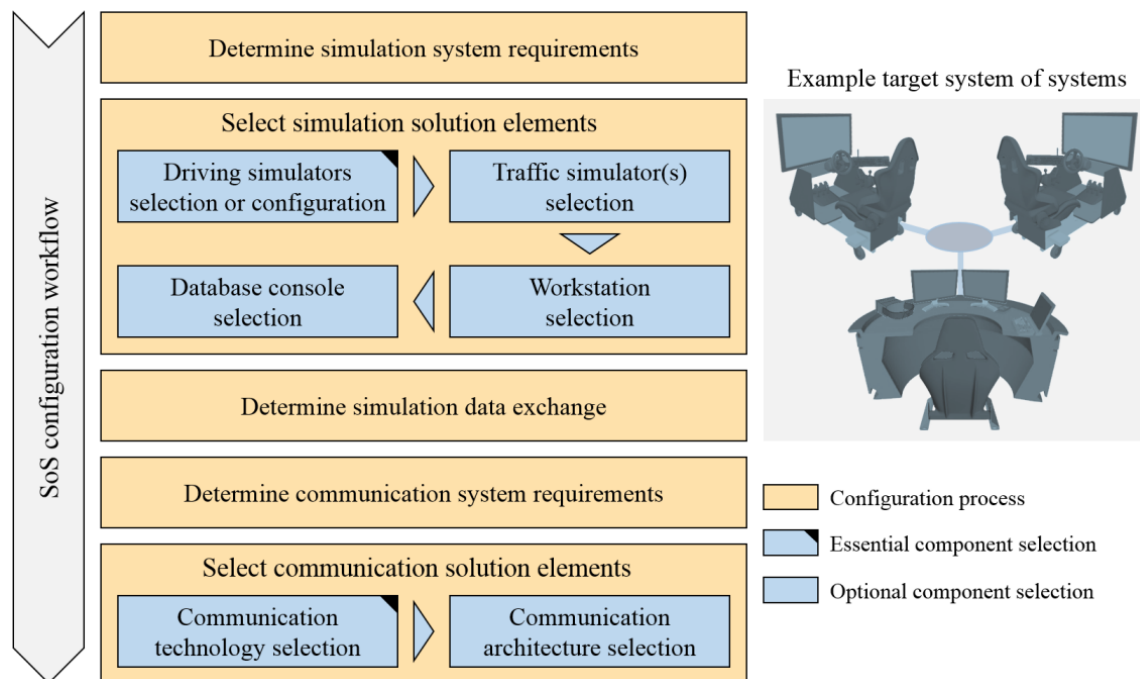 SoS configuration workflow
Determine simulation system requirements
Select simulation solution elements
Driving simulators
selection or configuration
Traffic simulator(s)
selection
Database console
selection
Workstation
selection
Determine simulation data exchange
Determine communication system requirements
Select communication solution elements
Communication
technology selection
Communication
architecture selection
Example target system of systems
Configuration process
Essential component selection
Optional component selection